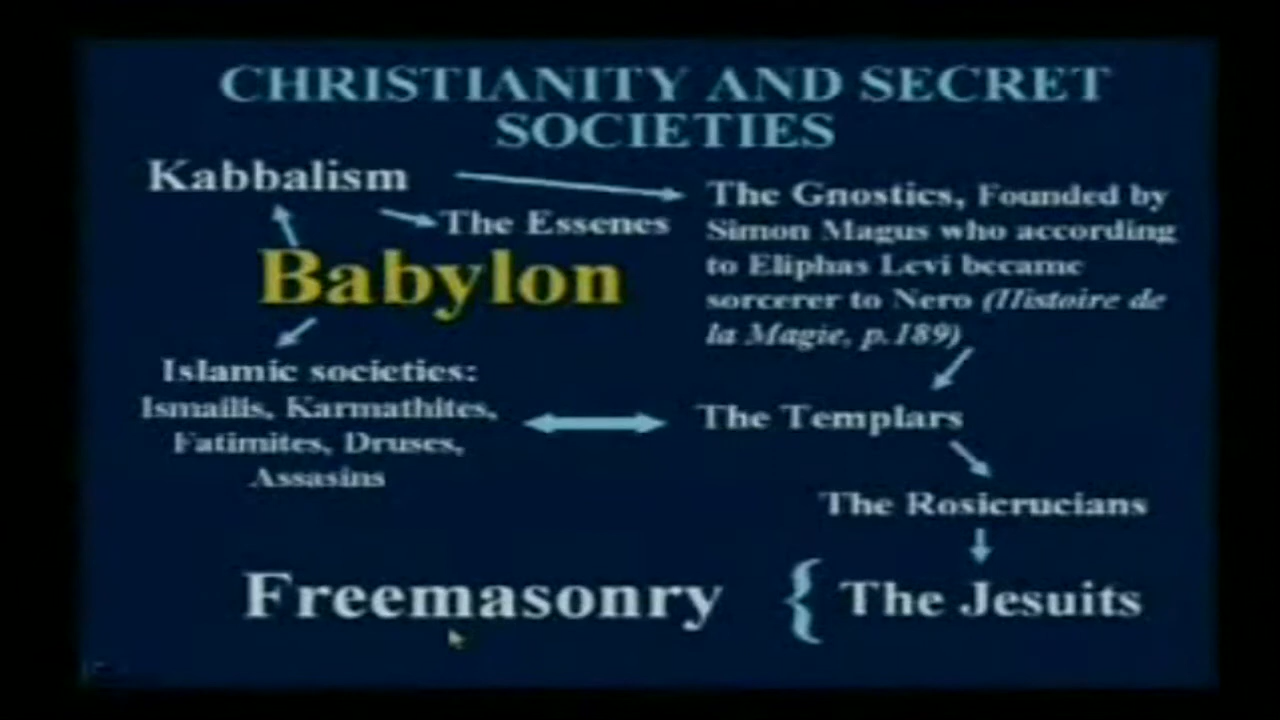 CHRISTIANITY AND SECRET
SOCIETIES
Kabbalism
The Essenes
Babylon
The Gnostics, Founded by
Simon Magus who according
to Eliphas Levi became
sorcerer to Nero (Histoire de
la Magie, p.189)
Islamic societies:
Ismailis, Karmathites,
Fatimites, Druses,
Assasins
The Templars
The Rosicrucians
Freemasonry { The Jesuits